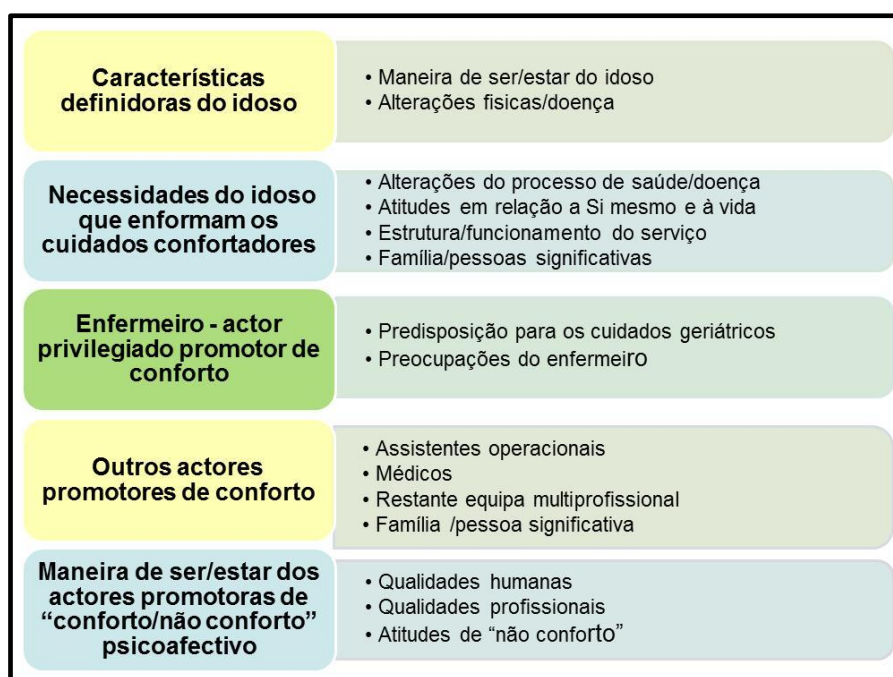 Características
definidoras do idoso
• Maneira de ser/estar do idoso
• Alterações fisicas/doença
Necessidades do idoso
que enformam os
cuidados confortadores
• Alterações do processo de saúde/doença
• Atitudes em relação a Si mesmo e à vida
• Estrutura/funcionamento do serviço
• Família/pessoas significativas
Enfermeiro - actor
privilegiado promotor de
conforto
• Predisposição para os cuidados geriátricos
• Preocupações do enfermeiro
Outros actores
promotores de conforto
• Assistentes operacionais
• Médicos
• Restante equipa multiprofissional
• Família /pessoa significativa
Maneira de ser/estar dos
actores promotoras de
“conforto/não conforto”
psicoafectivo
• Qualidades humanas
• Qualidades profissionais
• Atitudes de “não conforto”